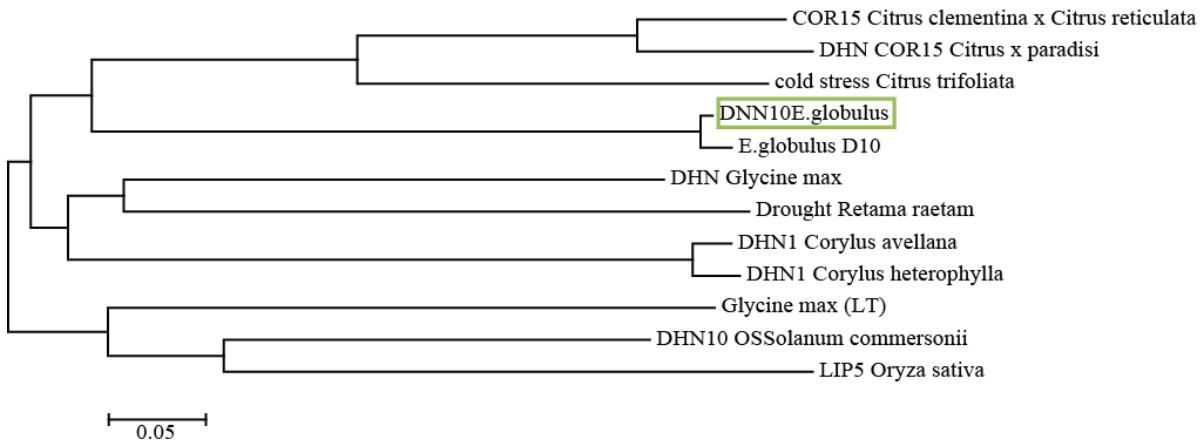 COR15 Citrus clementina x Citrus reticulata
DHN COR15 Citrus x paradisi
cold stress Citrus trifoliata
DNN10E.globulus
E.globulus D10
DHN Glycine max
Drought Retama raetam
DHN1 Corylus avellana
DHN1 Corylus heterophylla
Glycine max (LT)
DHN10 OSSolanum commersonii
LIP5 Oryza sativa
0.05